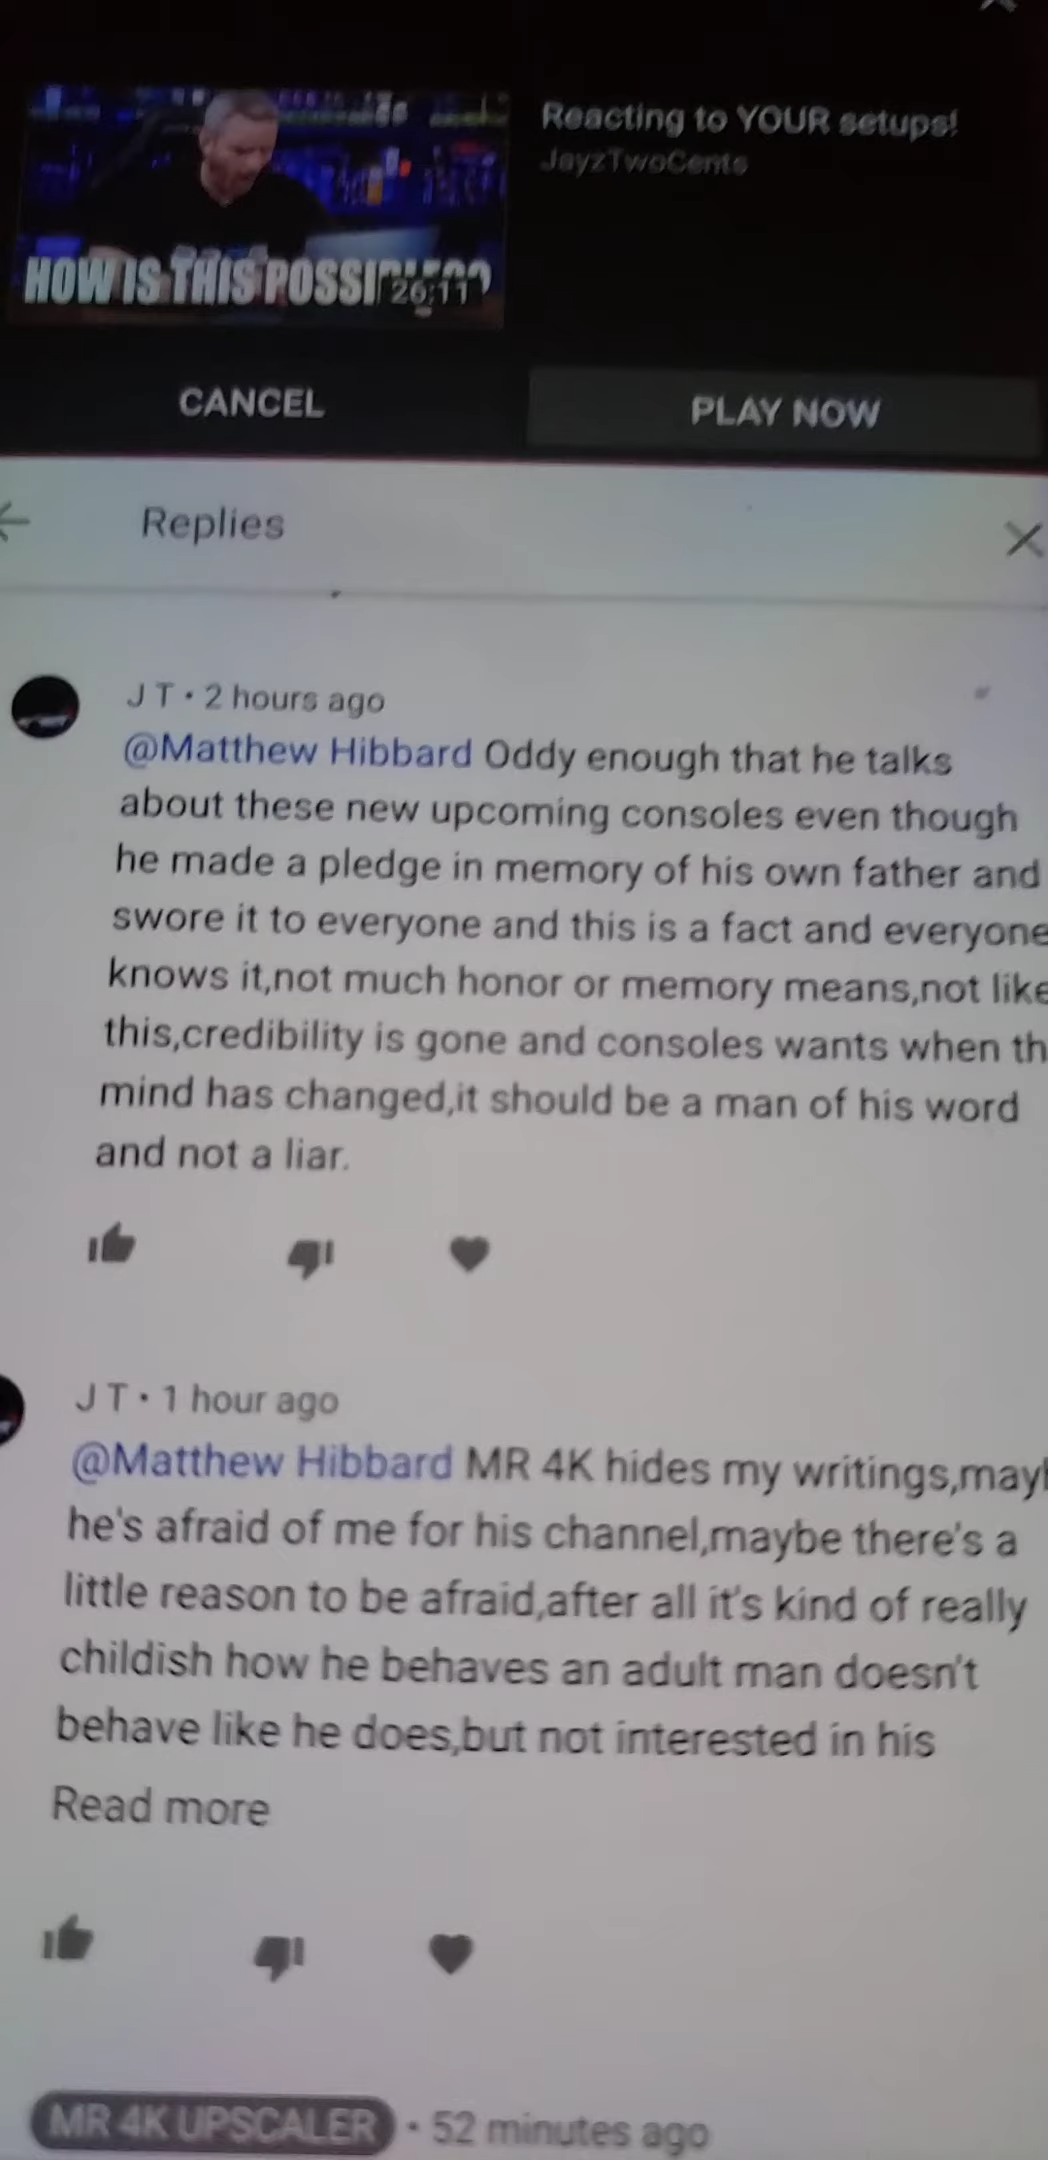 Reacting to YOUR setups!
JayzTwoCents
HOW IS THIS
26:11
CANCEL
PLAY NOW
Replies
J T • 2 hours ago
@Matthew Hibbard Oddy enough that he talks
about these new upcoming consoles even though
he made a pledge in memory of his own father and
swore it to everyone and this is a fact and everyone
knows it,not much honor or memory means,not like
this,credibility is gone and consoles wants when th
mind has changed,it should be a man of his word
and not a liar.
J T • 1 hour ago
@Matthew Hibbard MR 4K hides my writings,may
he's afraid of me for his channel,maybe there's a
little reason to be afraid,after all it's kind of really
childish how he behaves an adult man doesn't
behave like he does,but not interested in his
Read more
MR 4K UPSCALER • 52 minutes ago